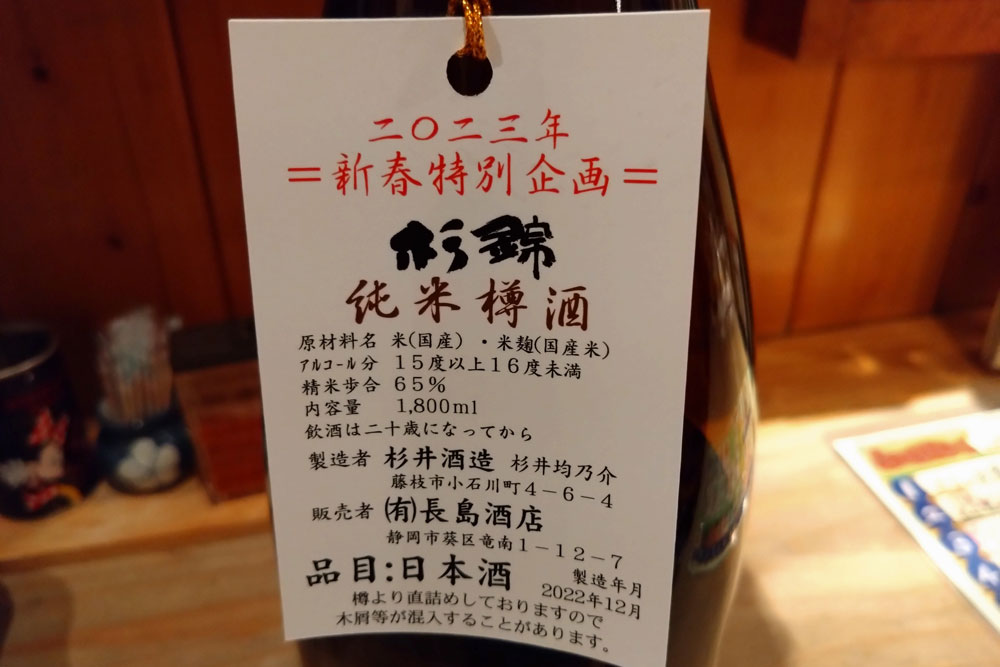 二〇二三年
＝新春特別企画＝
杉錦
純米樽酒
原材料名 米(国産)・米麹(国産米)
ｱﾙｺｰﾙ分 １５度以上１６度未満
精米歩合 ６５％
内容量 1,800ml
飲酒は二十歳になってから
製造者 杉井酒造 杉井均乃介
藤枝市小石川町４－６－４
販売者 ㈲長島酒店
静岡市葵区竜南１－１２－７
品目:日本酒
製造年月
2022年12月
樽より直詰めしておりますので
木屑等が混入することがあります。